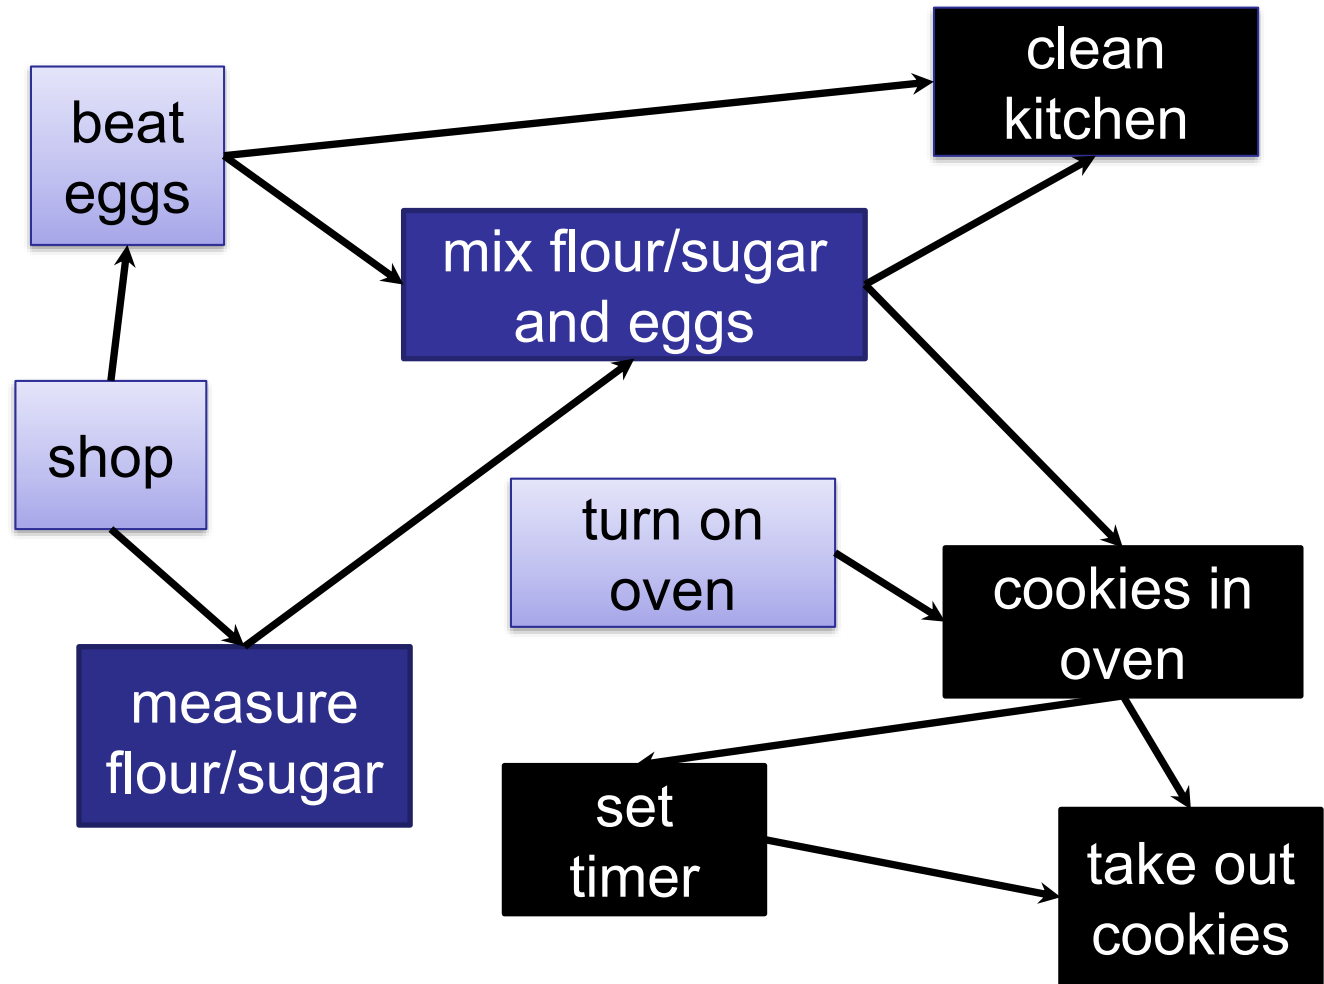 clean
kitchen
beat
eggs
mix flour/sugar
and eggs
shop
turn on
oven
cookies in
oven
measure
flour/sugar
set
timer
take out
cookies